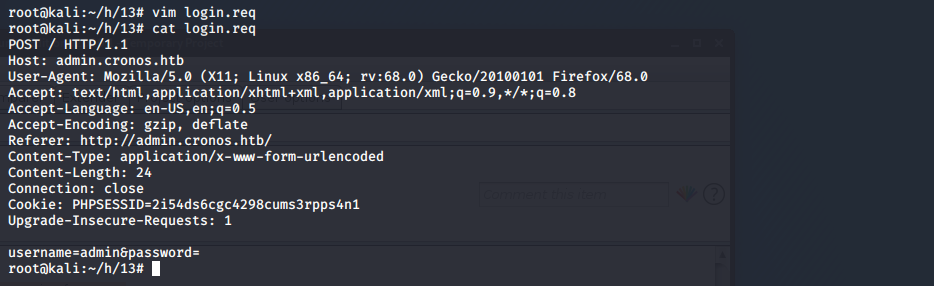 root@kali:~/h/13# vim login.req
root@kali:~/h/13# cat login.req
POST / HTTP/1.1
Host: admin.cronos.htb
User-Agent: Mozilla/5.0 (X11; Linux x86_64; rv:68.0) Gecko/20100101 Firefox/68.0
Accept: text/html,application/xhtml+xml,application/xml;q=0.9,*/*;q=0.8
Accept-Language: en-US,en;q=0.5
Accept-Encoding: gzip, deflate
Referer: http://admin.cronos.htb/
Content-Type: application/x-www-form-urlencoded
Content-Length: 24
Connection: close
Cookie: PHPSESSID=2i54ds6cgc4298cums3rpps4n1
Upgrade-Insecure-Requests: 1
username=admin&password=
root@kali:~/h/13#
Comment this item